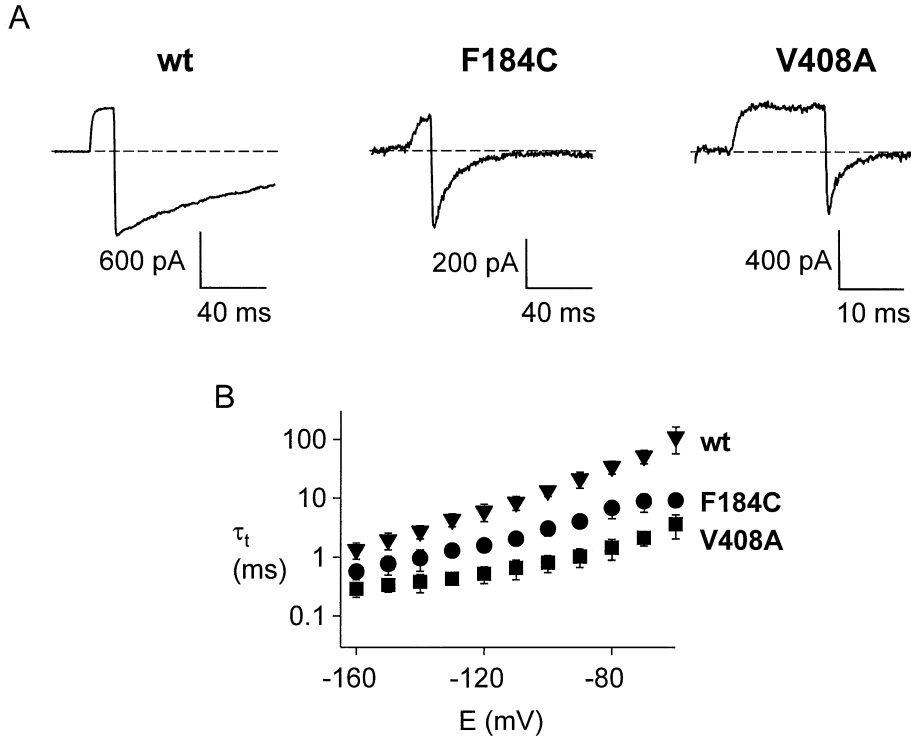 A
wt F184C V408A
600 pA 200 pA 400 pA
40 ms 40 ms 10 ms
B
100
wt
10
F184C
τt
V408A
1
(ms)
0.1
-160 -120 -80
E (mV)